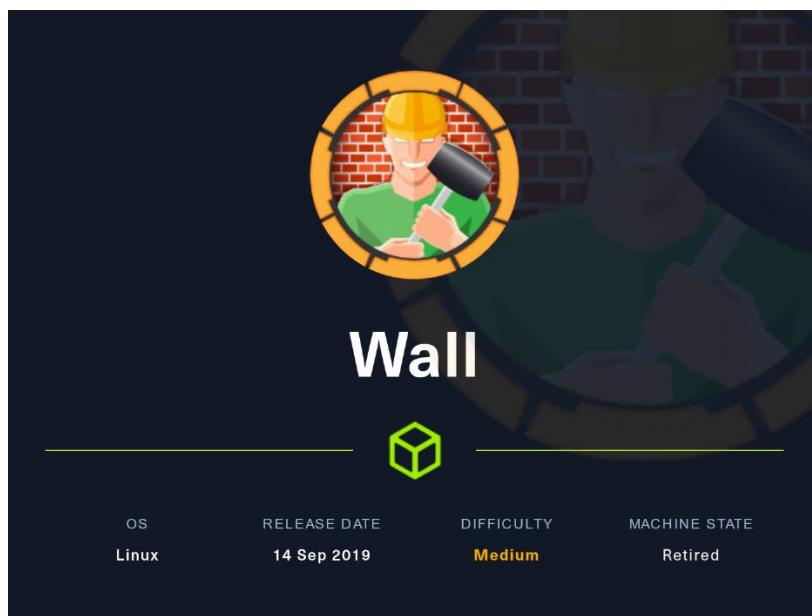 Wall
OS RELEASE DATE DIFFICULTY MACHINE STATE
Linux 14 Sep 2019 Medium Retired